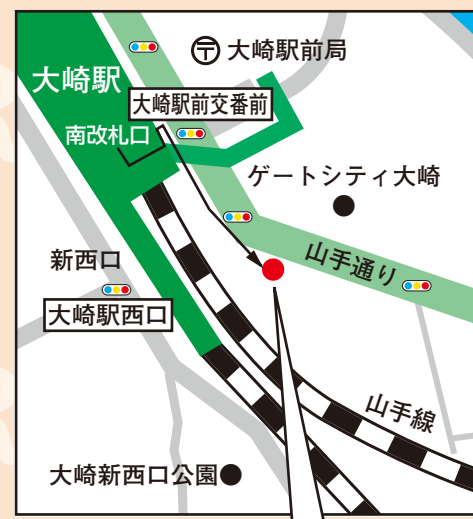 〒大崎駅前局
大崎駅
大崎駅前交番前
南改札口
ゲートシティ大崎
新西口
山手通り
大崎駅西口
山手線
大崎新西口公園